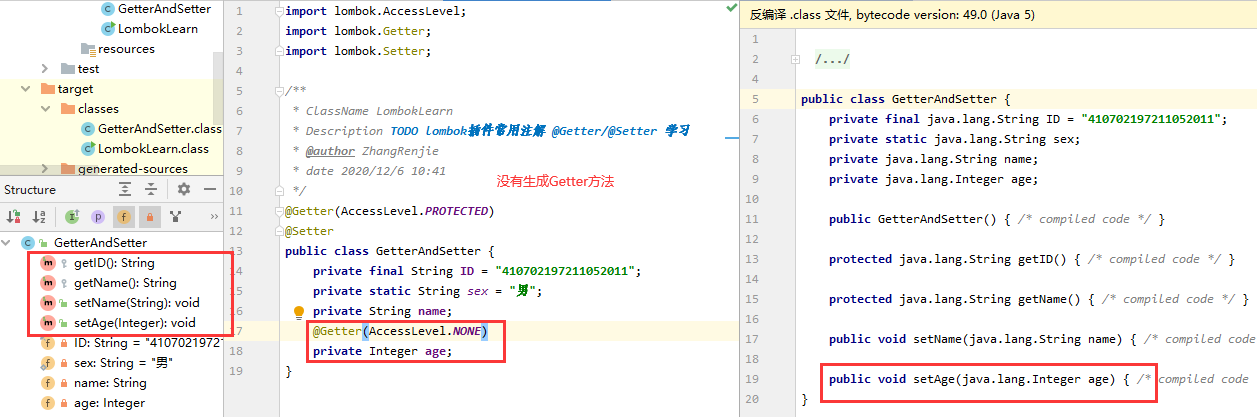 GetterAndSetter
LombokLearn
resources
test
target
classes
GetterAndSetter.class
LombokLearn.class
generated-sources
Structure
GetterAndSetter
getID(): String
getName(): String
setName(String): void
setAge(Integer): void
ID: String = "4107021972
sex: String = "男"
name: String
age: Integer
1 import lombok.AccessLevel;
2 import lombok.Getter;
3 import lombok.Setter;
4
5 /**
6 * ClassName LombokLearn
7 * Description TODO lombok插件常用注解 @Getter/@Setter 学习
8 * @author ZhangRenjie
9 * date 2020/12/6 10:41
没有生成Getter方法
10 */
11 @Getter(AccessLevel.PROTECTED)
12 @Setter
13 public class GetterAndSetter {
14 private final String ID = "410702197211052011";
15 private static String sex = "男";
16 private String name;
17 @Getter(AccessLevel.NONE)
18 private Integer age;
19 }
反编译 .class 文件, bytecode version: 49.0 (Java 5)
1
2 /.../
4
5 public class GetterAndSetter {
6 private final java.lang.String ID = "410702197211052011";
7 private static java.lang.String sex;
8 private java.lang.String name;
9 private java.lang.Integer age;
10
11 public GetterAndSetter() { /* compiled code */ }
12
13 protected java.lang.String getID() { /* compiled code */ }
14
15 protected java.lang.String getName() { /* compiled code */ }
16
17 public void setName(java.lang.String name) { /* compiled code
18
19 public void setAge(java.lang.Integer age) { /* compiled code
20 }